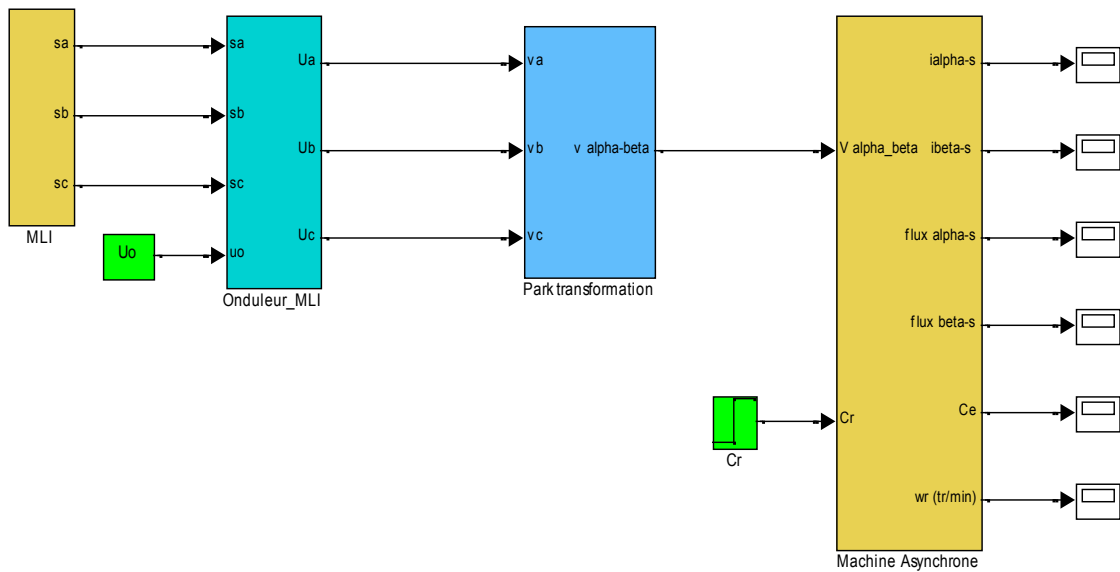 sa
sb
sc
MLI
Uo
sa
sb
sc
uo
Ua
Ub
Uc
Onduleur_MLI
va
vb
vc
v alpha-beta
Park transformation
Cr
V alpha_beta
Cr
ialpha-s
ibeta-s
flux alpha-s
flux beta-s
Ce
wr (tr/min)
Machine Asynchrone